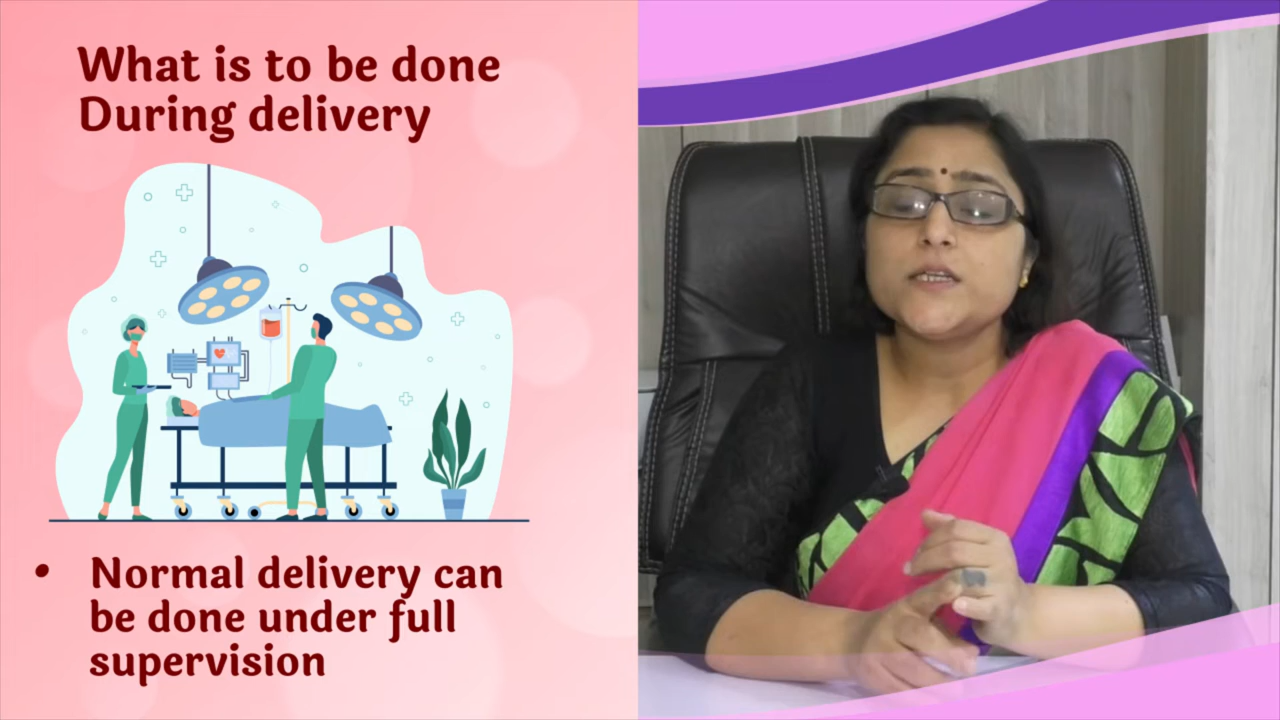 What is to be done
During delivery
• Normal delivery can
be done under full
supervision